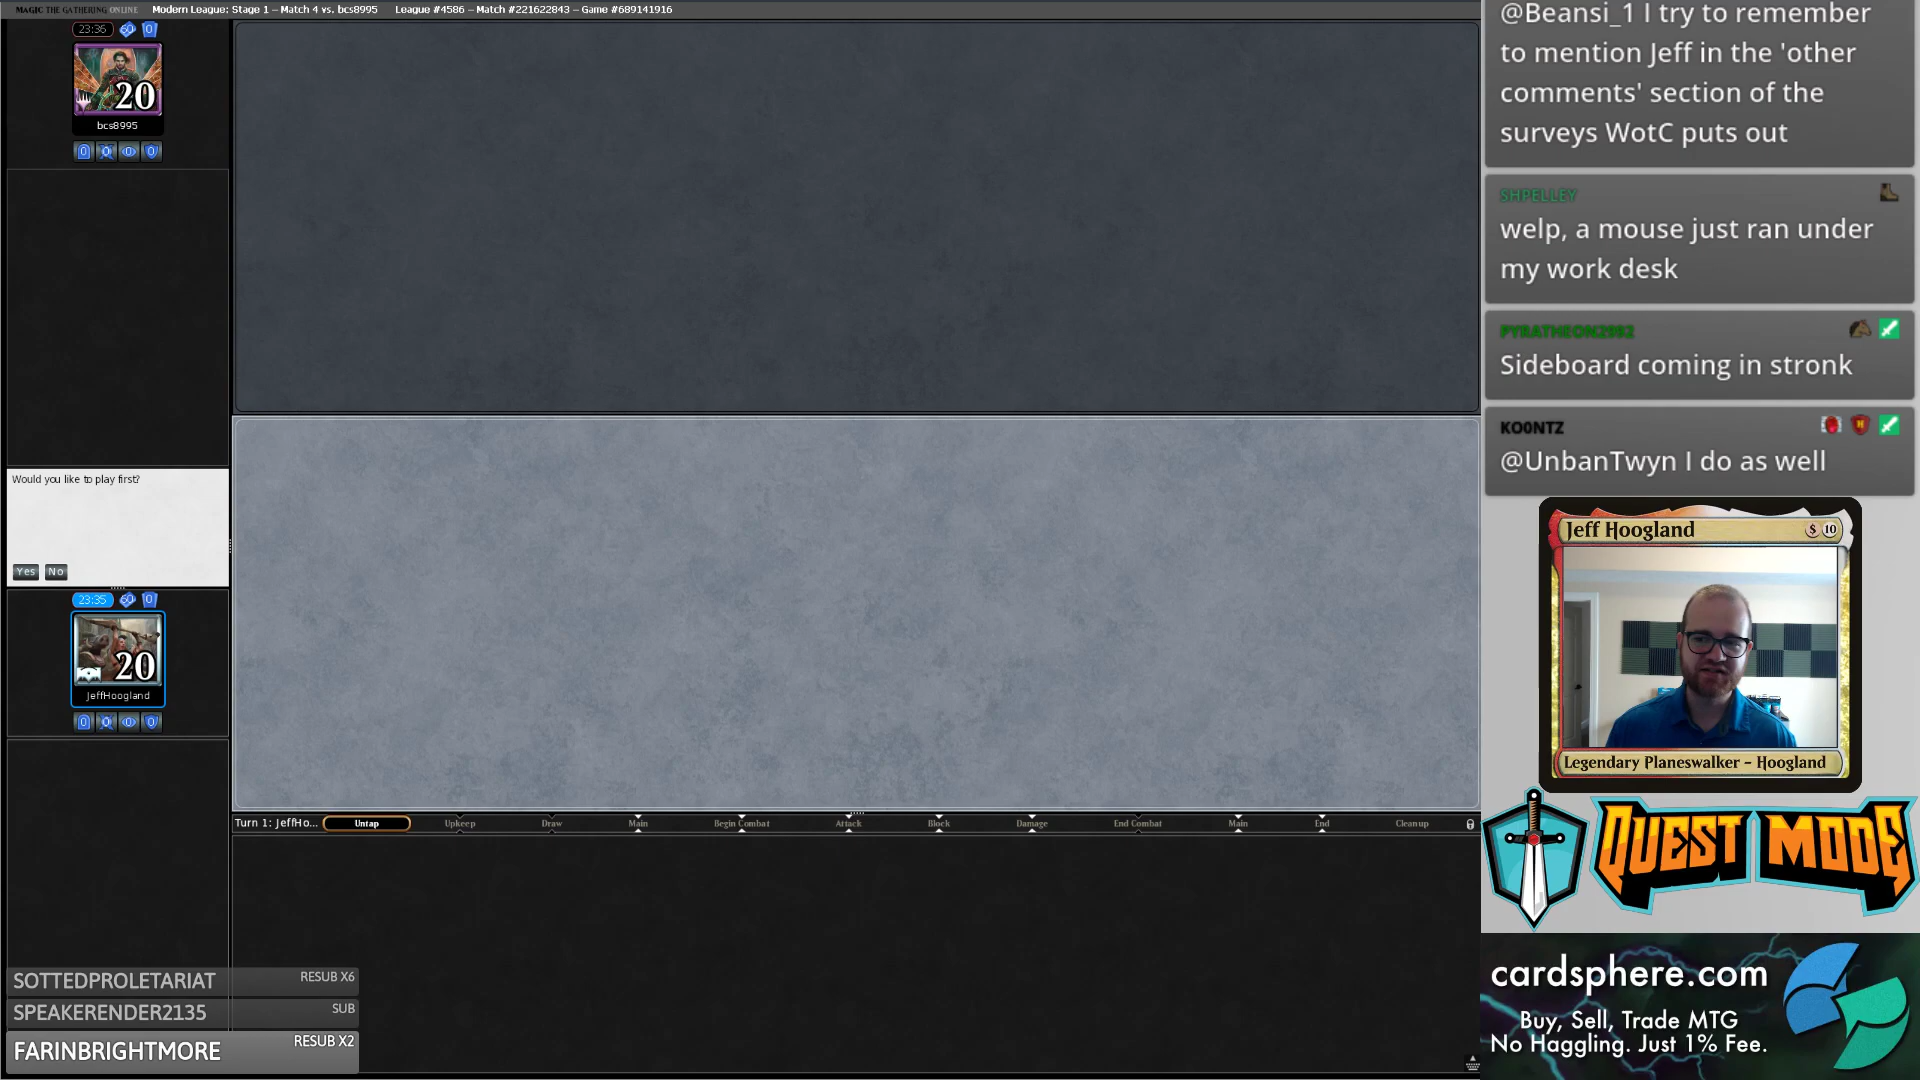 MAGIC THE GATHERING ONLINE
Modern League: Stage 1 – Match 4 vs. bcs8995
League #4586 – Match #221622843 – Game #689141916
@Beansi_1 I try to remember
to mention Jeff in the 'other
comments' section of the
surveys WotC puts out
SHPELLEY
welp, a mouse just ran under
my work desk
PYRATHEON2992
Sideboard coming in stronk
KO0NTZ
@UnbanTwyn I do as well
23:36
60
0
20
bcs8995
0
0
0
0
Would you like to play first?
Yes No
23:35
60
0
20
JeffHoogland
0
0
0
0
Turn 1: JeffHo...
Untap
Upkeep
Draw
Main
Begin Combat
Attack
Block
Damage
End Combat
Main
End
Cleanup
SOTTEDPROLETARIAT RESUB X6
SPEAKERENDER2135 SUB
FARINBRIGHTMORE RESUB X2
Jeff Hoogland
$ 10
Legendary Planeswalker – Hoogland
QUEST MODE
cardsphere.com
Buy, Sell, Trade MTG
No Haggling. Just 1% Fee.